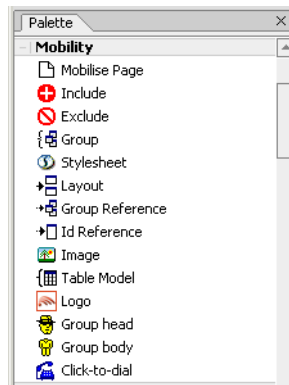 Palette
Mobility
Mobilise Page
Include
Exclude
Group
Stylesheet
Layout
Group Reference
Id Reference
Image
Table Model
Logo
Group head
Group body
Click-to-dial